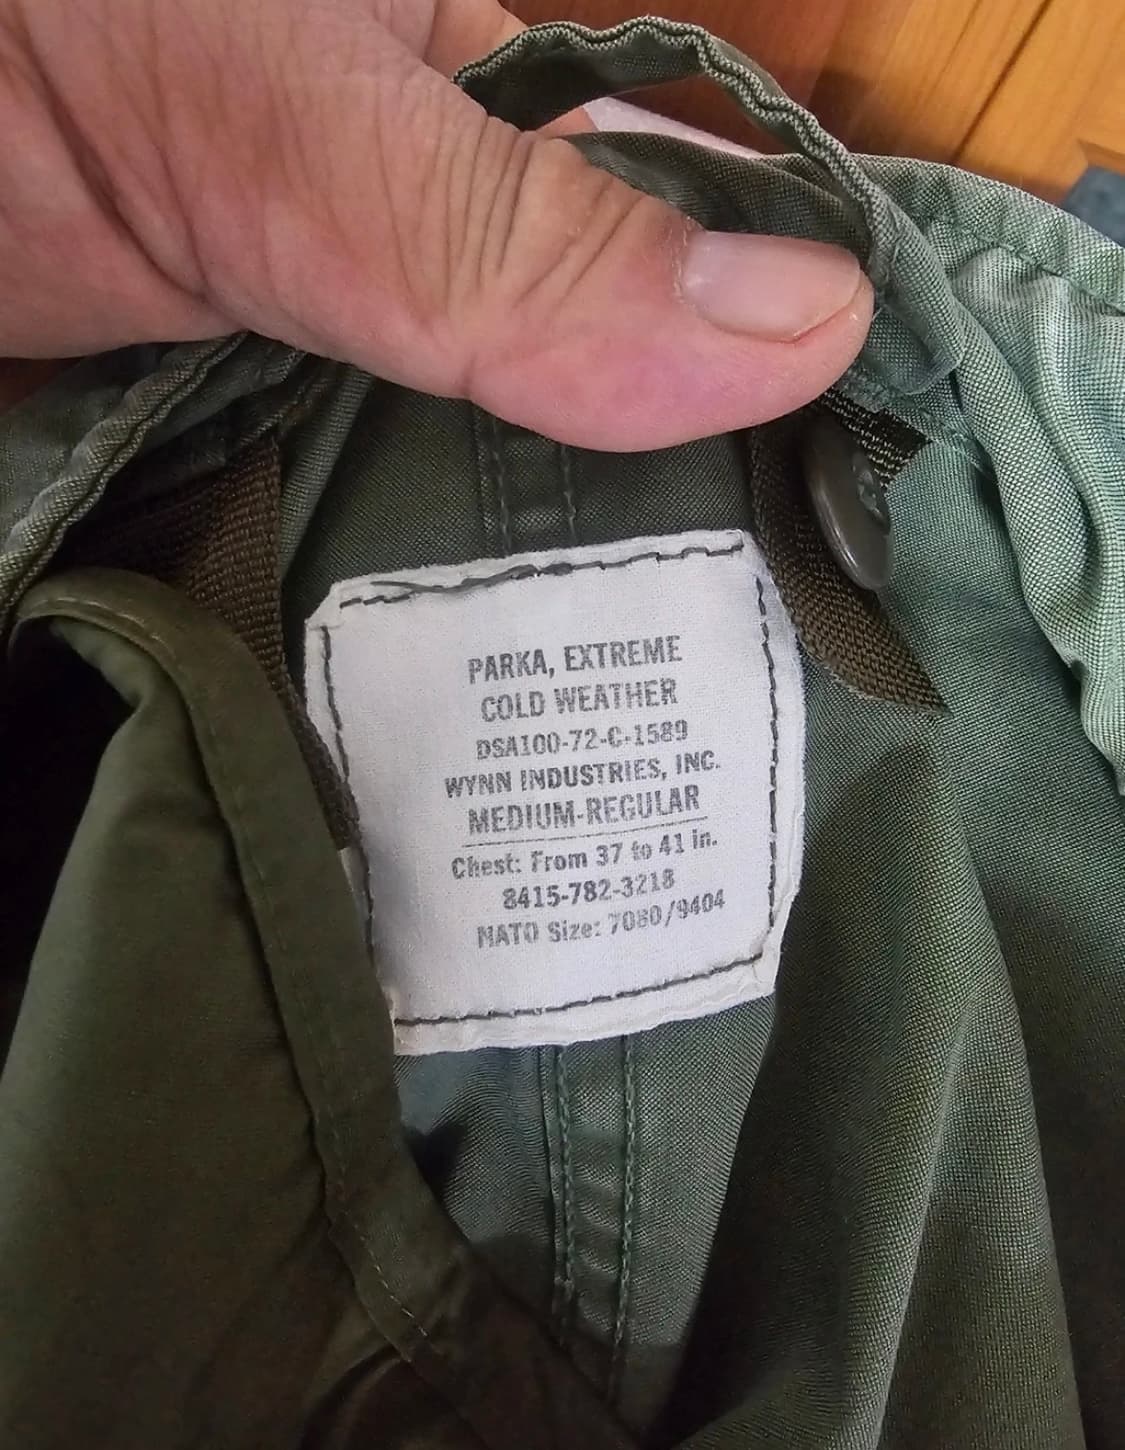 PARKA, EXTREME
COLD WEATHER
DSA100-72-C-1589
WYNN INDUSTRIES, INC.
MEDIUM-REGULAR
Chest: From 37 to 41 in.
8415-782-3218
NATO Size: 7080/9404